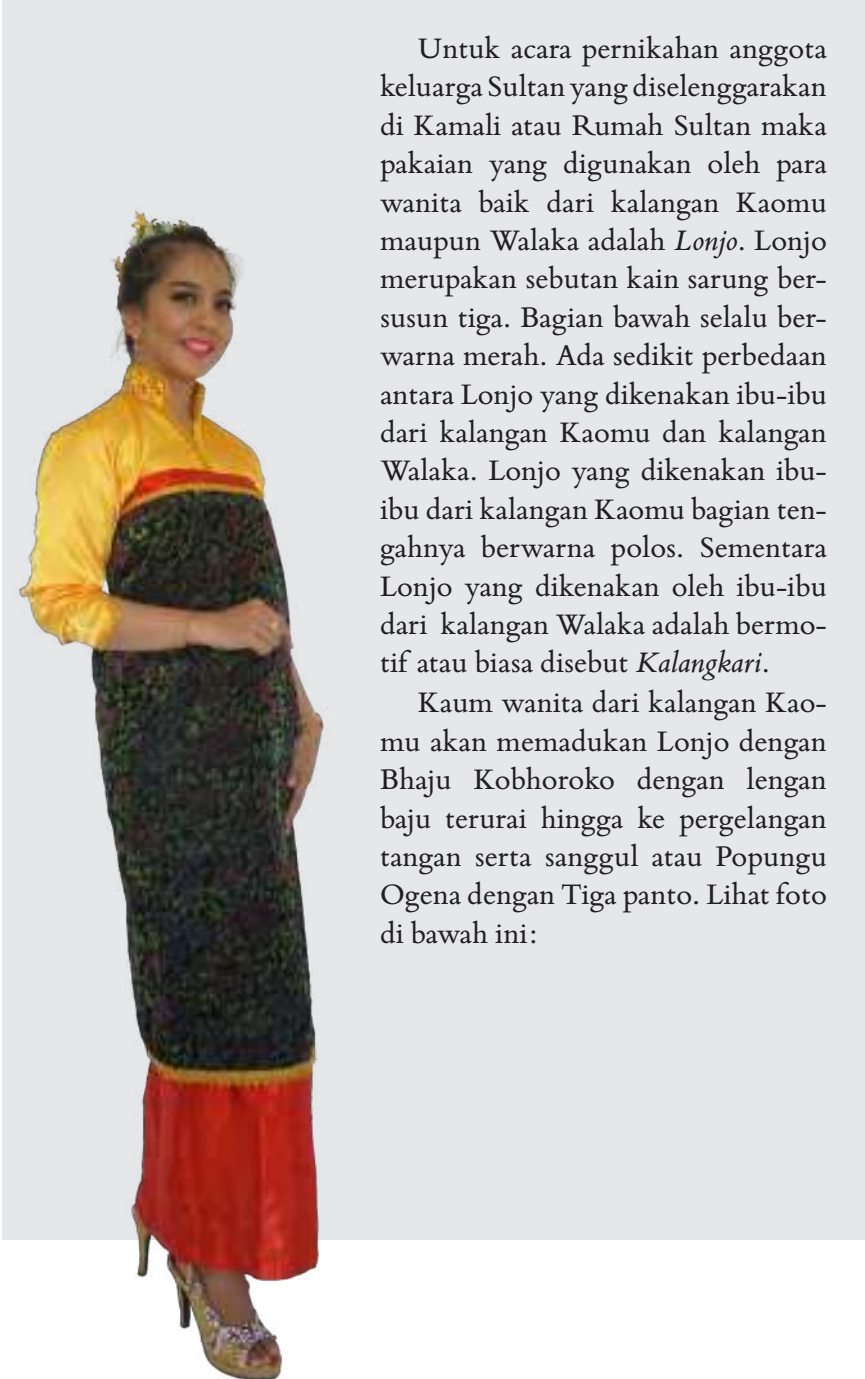 Untuk acara pernikahan anggota
keluarga Sultan yang diselenggarakan
di Kamali atau Rumah Sultan maka
pakaian yang digunakan oleh para
wanita baik dari kalangan Kaomu
maupun Walaka adalah Lonjo. Lonjo
merupakan sebutan kain sarung ber-
susun tiga. Bagian bawah selalu ber-
warna merah. Ada sedikit perbedaan
antara Lonjo yang dikenakan ibu-ibu
dari kalangan Kaomu dan kalangan
Walaka. Lonjo yang dikenakan ibu-
ibu dari kalangan Kaomu bagian ten-
gahnya berwarna polos. Sementara
Lonjo yang dikenakan oleh ibu-ibu
dari kalangan Walaka adalah bermo-
tif atau biasa disebut Kalangkari.
Kaum wanita dari kalangan Kao-
mu akan memadukan Lonjo dengan
Bhaju Kobhoroko dengan lengan
baju terurai hingga ke pergelangan
tangan serta sanggul atau Popungu
Ogena dengan Tiga panto. Lihat foto
di bawah ini: